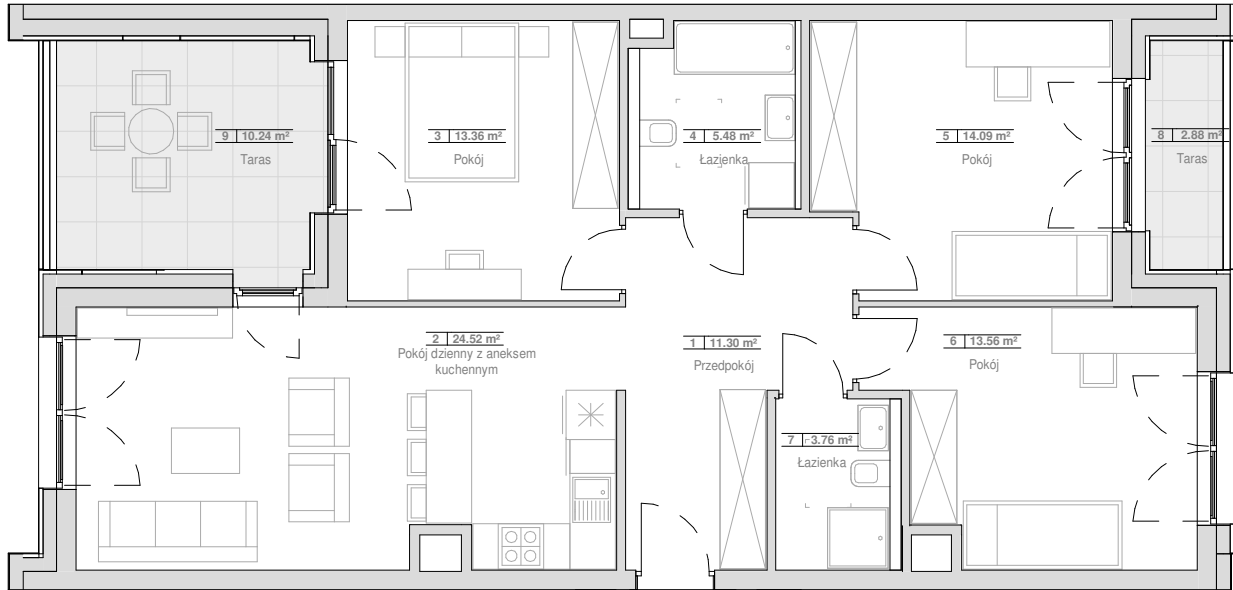 9 10.24 m²
Taras
3 13.36 m²
Pokój
4 5.48 m²
Łazienka
5 14.09 m²
Pokój
8 2.88 m²
Taras
2 24.52 m²
Pokój dzienny z aneksem
kuchennym
1 11.30 m²
Przedpokój
6 13.56 m²
Pokój
7 3.76 m²
Łazienka